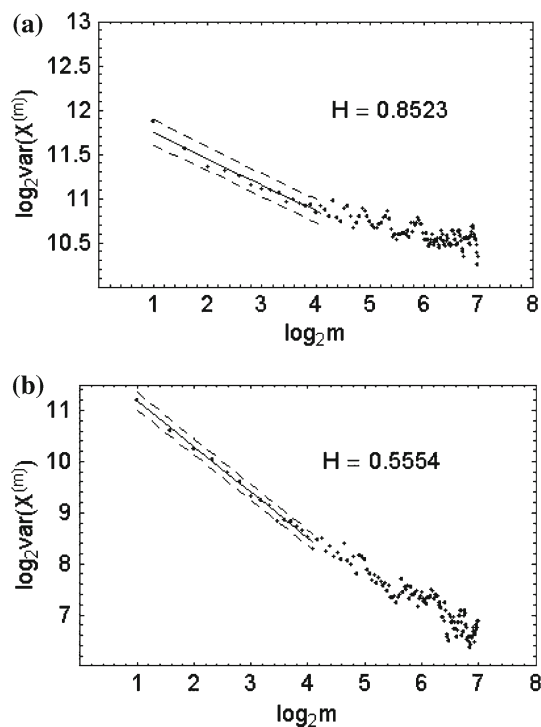 (a)
13
12.5
12
11.5
11
10.5
log₂var(X⁽ᵐ⁾)
H = 0.8523
1 2 3 4 5 6 7 8
log₂m
(b)
11
10
9
8
7
log₂var(X⁽ᵐ⁾)
H = 0.5554
1 2 3 4 5 6 7 8
log₂m